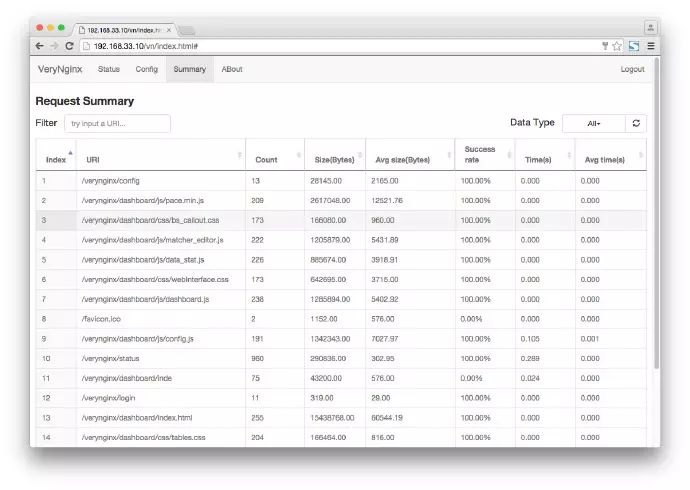 192.168.33.10/vn/index.ht
192.168.33.10/vn/index.html#
VeryNginx Status Config Summary ABout Logout
Request Summary
Filter try input a URI... Data Type All
Index URI Count Size(Bytes) Avg size(Bytes) Success rate Time(s) Avg time(s)
1 /verynginx/config 13 28145.00 2165.00 100.00% 0.000 0.000
2 /verynginx/dashboard/js/pace.min.js 209 2617048.00 12521.76 100.00% 0.000 0.000
3 /verynginx/dashboard/css/bs_callout.css 173 166080.00 960.00 100.00% 0.000 0.000
4 /verynginx/dashboard/js/matcher_editor.js 222 1205879.00 5431.89 100.00% 0.000 0.000
5 /verynginx/dashboard/js/data_stat.js 226 885674.00 3918.91 100.00% 0.000 0.000
6 /verynginx/dashboard/css/webInterface.css 173 642695.00 3715.00 100.00% 0.000 0.000
7 /verynginx/dashboard/js/dashboard.js 238 1285894.00 5402.92 100.00% 0.000 0.000
8 /favicon.ico 2 1152.00 576.00 0.00% 0.000 0.000
9 /verynginx/dashboard/js/config.js 191 1342343.00 7027.97 100.00% 0.105 0.001
10 /verynginx/status 960 290836.00 302.95 100.00% 0.289 0.000
11 /verynginx/dashboard/inde 75 43200.00 576.00 0.00% 0.024 0.000
12 /verynginx/login 11 319.00 29.00 100.00% 0.000 0.000
13 /verynginx/dashboard/index.html 255 15438768.00 60544.19 100.00% 0.000 0.000
14 /verynginx/dashboard/css/tables.css 204 166464.00 816.00 100.00% 0.000 0.000